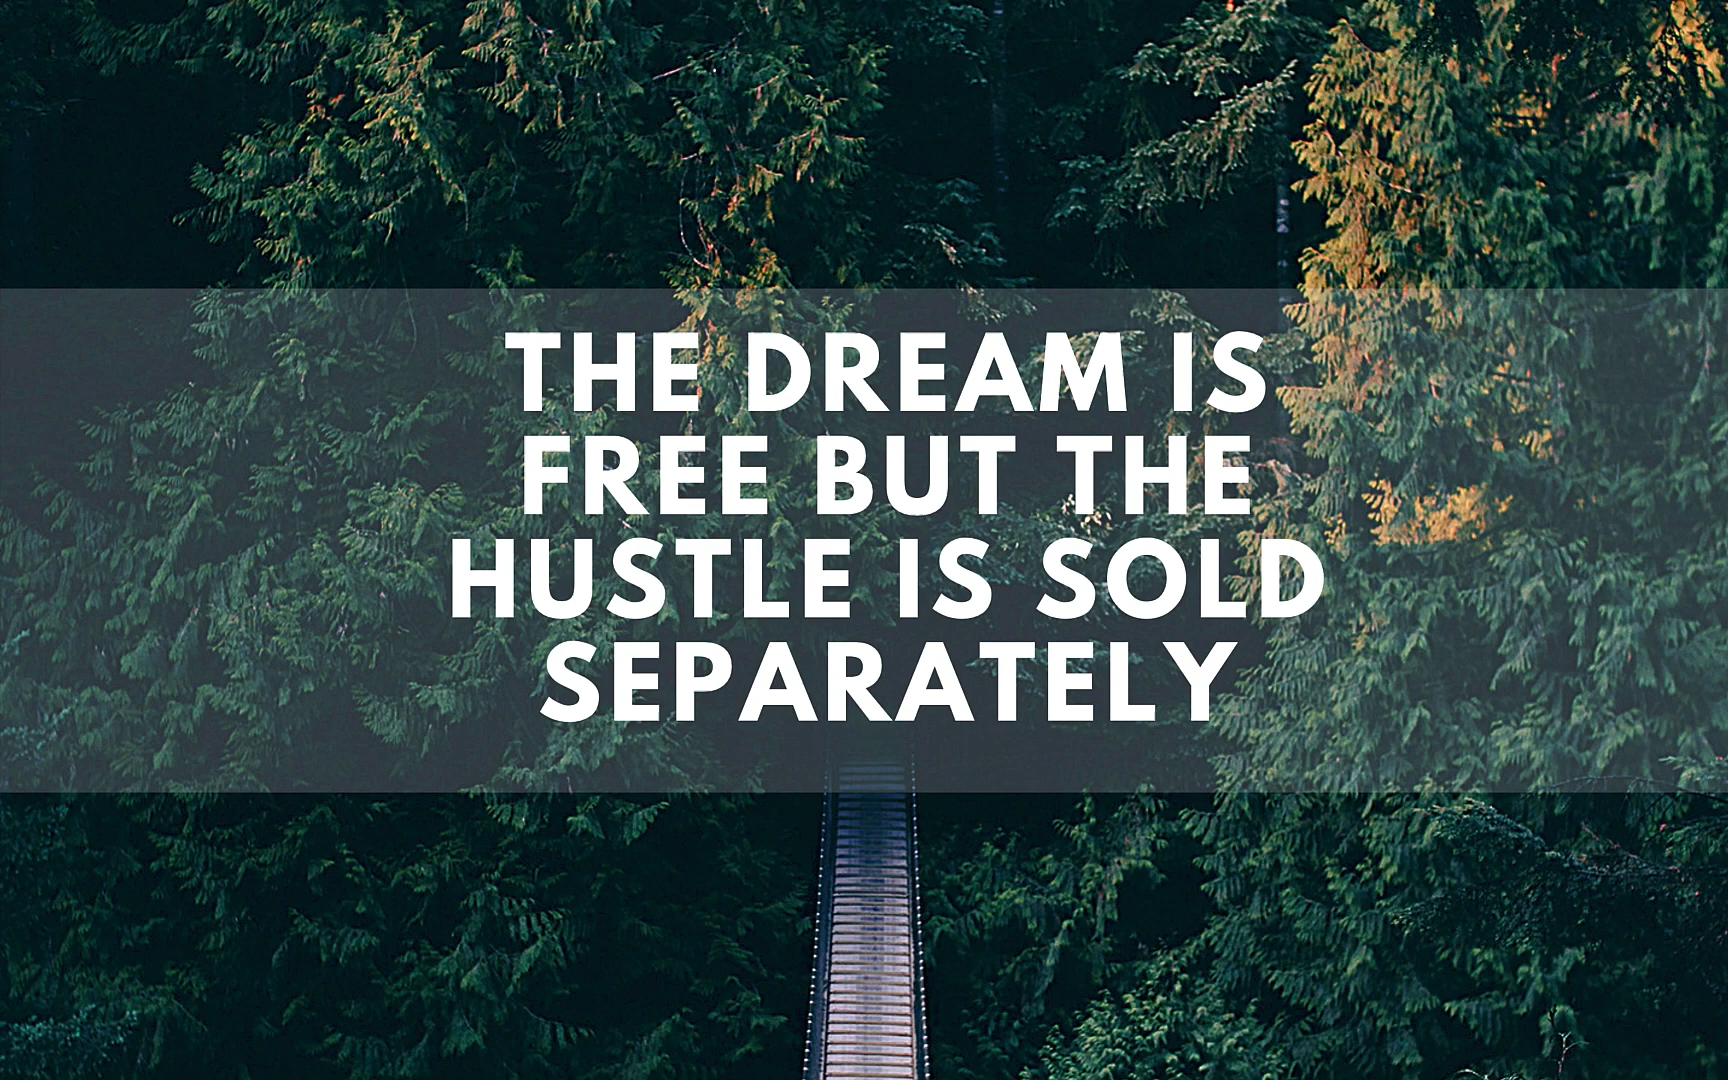 THE DREAM IS
FREE BUT THE
HUSTLE IS SOLD
SEPARATELY